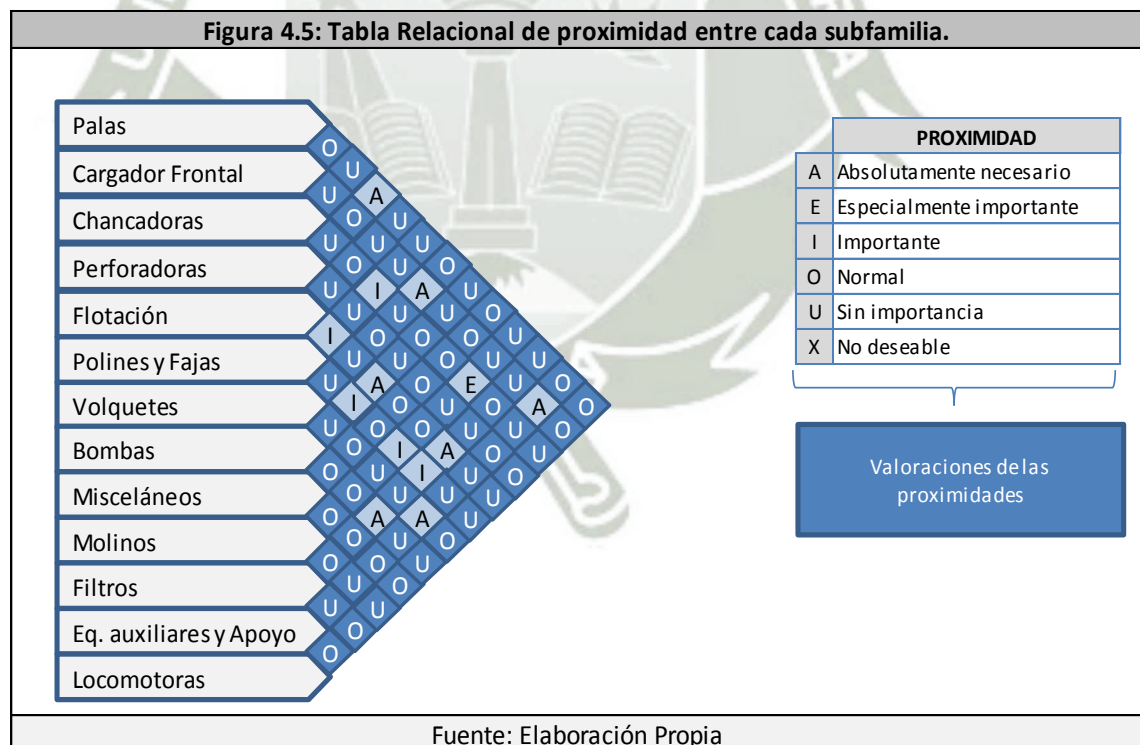 Figura 4.5: Tabla Relacional de proximidad entre cada subfamilia.
Palas
O
Cargador Frontal
U
U A
Chancadoras
O U
U U U
Perforadoras
O U O
U I A U
Flotación
U U U O
I O O O U
Polines y Fajas
U U O U U
U A O E U O
Volquetes
I O U O A O
U O O U U O
Bombas
O I A O U
O U I U O
Misceláneos
O U U U
O A A U
Molinos
O U O
O O U
Filtros
U O
U U
Eq. auxiliares y Apoyo
O
O
Locomotoras
PROXIMIDAD
A Absolutamente necesario
E Especialmente importante
I Importante
O Normal
U Sin importancia
X No deseable
Valoraciones de las
proximidades
Fuente: Elaboración Propia